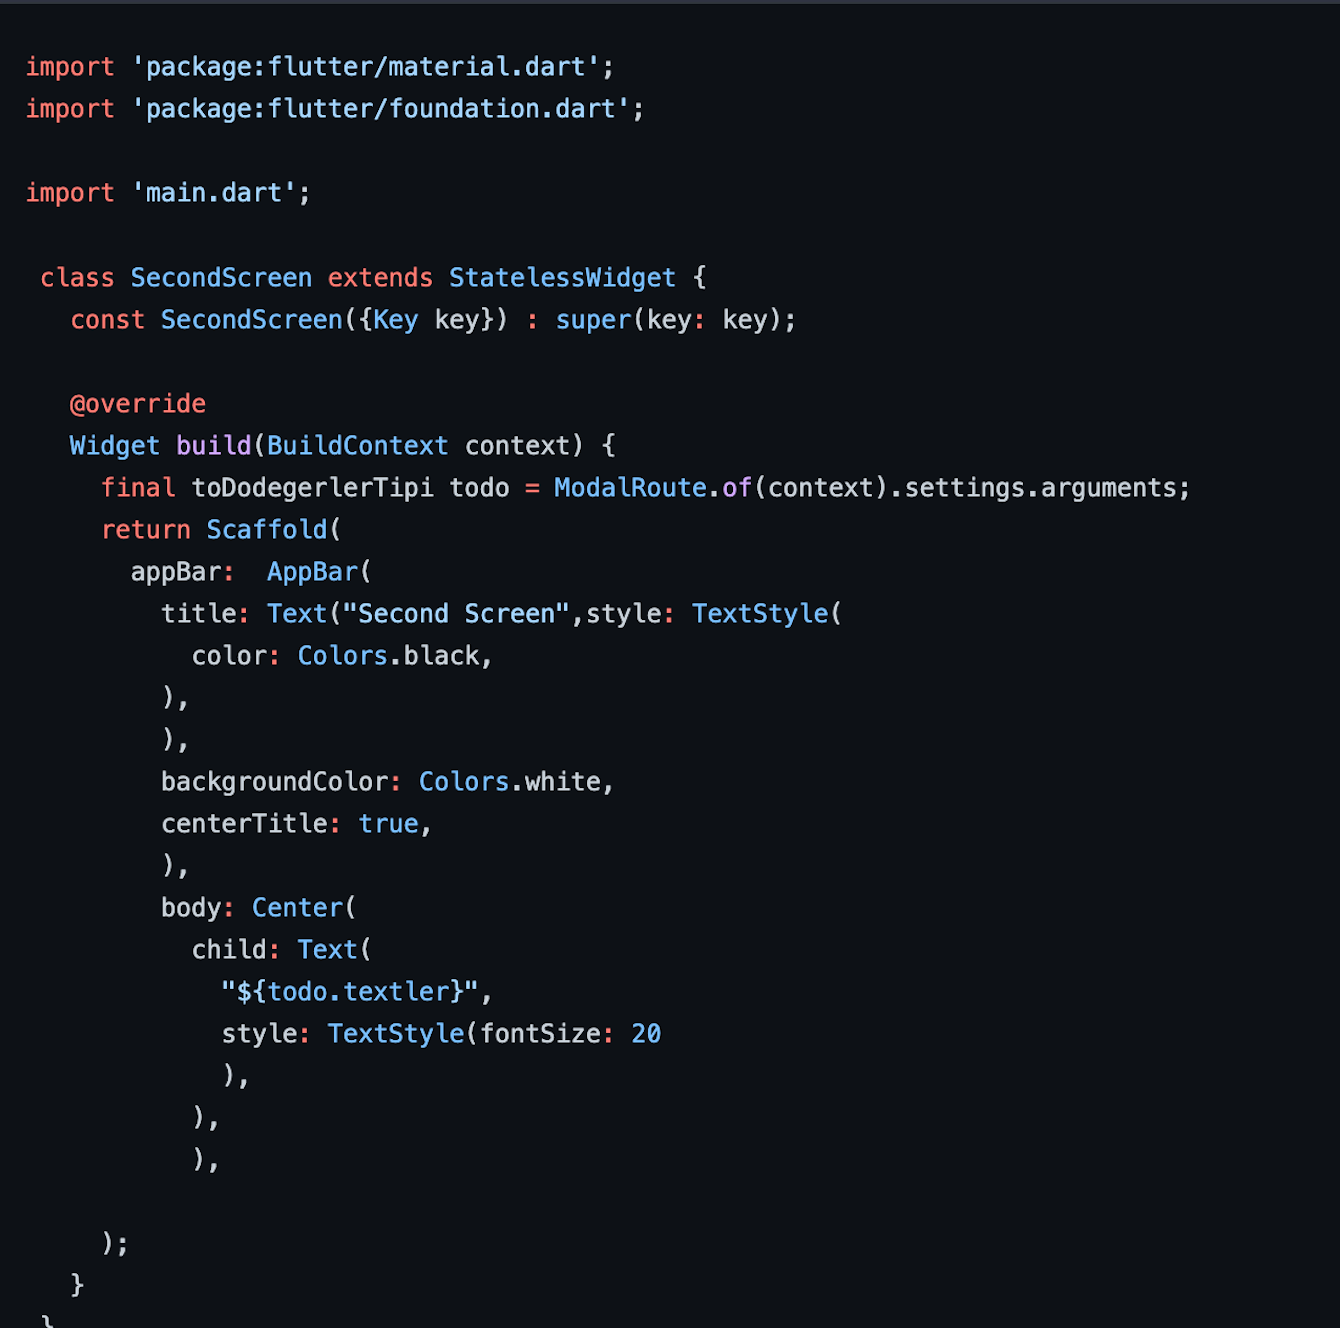 import 'package:flutter/material.dart';
import 'package:flutter/foundation.dart';
import 'main.dart';
class SecondScreen extends StatelessWidget {
const SecondScreen({Key key}) : super(key: key);
@override
Widget build(BuildContext context) {
final toDodegerlerTipi todo = ModalRoute.of(context).settings.arguments;
return Scaffold(
appBar:  AppBar(
title: Text("Second Screen",style: TextStyle(
color: Colors.black,
),
),
backgroundColor: Colors.white,
centerTitle: true,
),
body: Center(
child: Text(
"${todo.textler}",
style: TextStyle(fontSize: 20
),
),
),
);
}
}